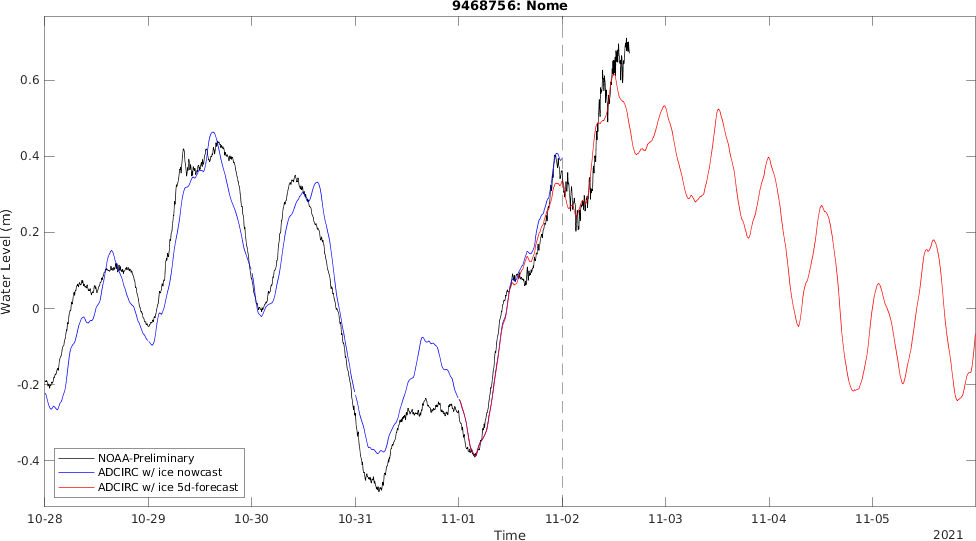 9468756: Nome
Water Level (m)
0.6
0.4
0.2
0
-0.2
-0.4
NOAA-Preliminary
ADCIRC w/ ice nowcast
ADCIRC w/ ice 5d-forecast
10-28 10-29 10-30 10-31 11-01 11-02 11-03 11-04 11-05
Time
2021